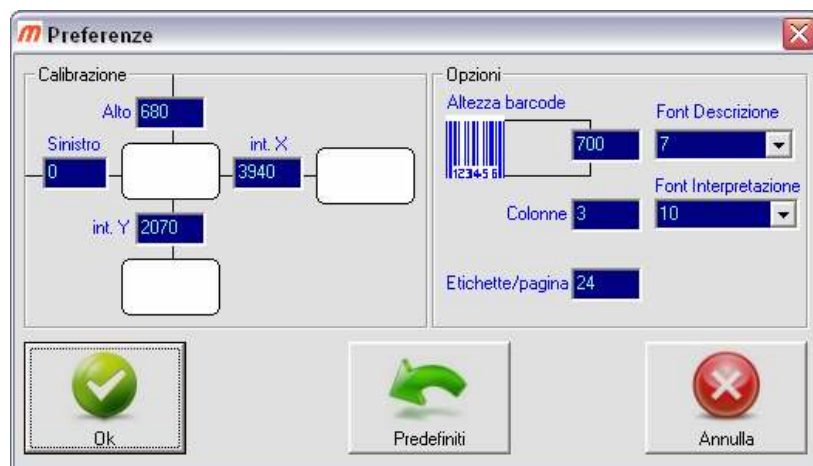 m Preferenze
Calibrazione
Alto 680
Sinistro
0
int. X
3940
int. Y 2070
Opzioni
Altezza barcode
123456
700
Font Descrizione
7
Font Interpretazione
10
Colonne 3
Etichette/pagina 24
Ok
Predefiniti
Annulla